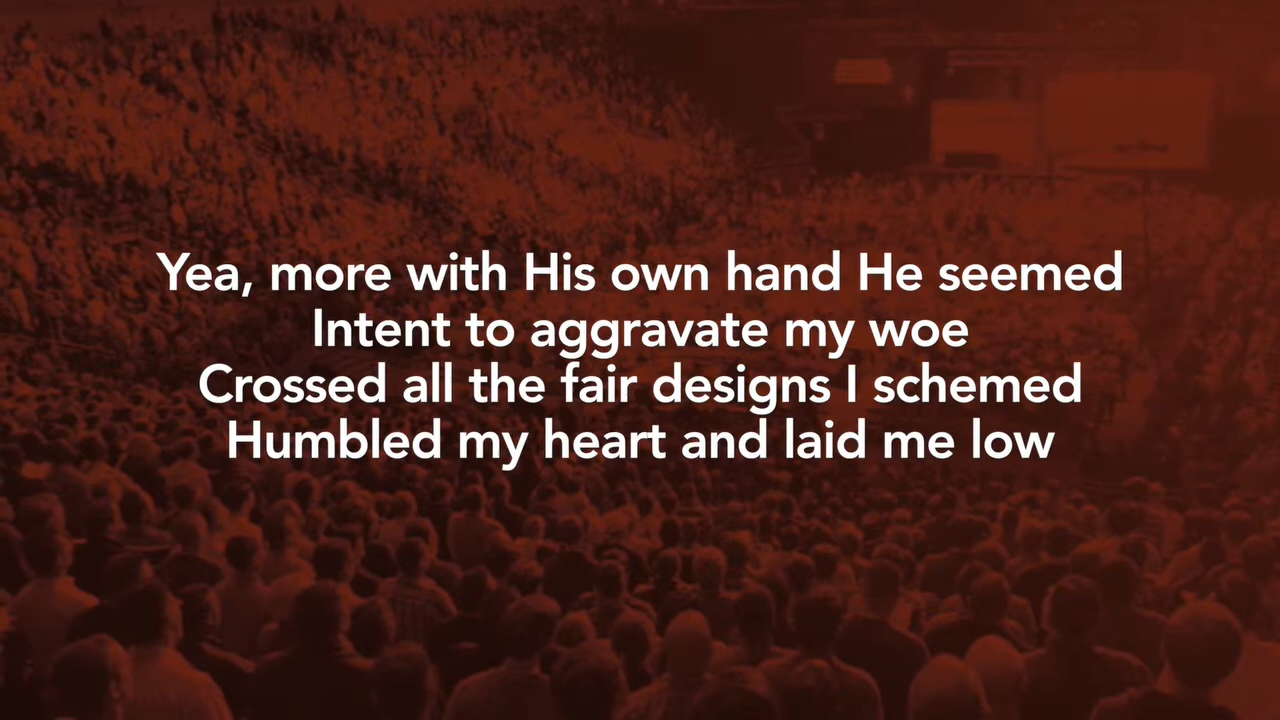 Yea, more with His own hand He seemed
Intent to aggravate my woe
Crossed all the fair designs I schemed
Humbled my heart and laid me low